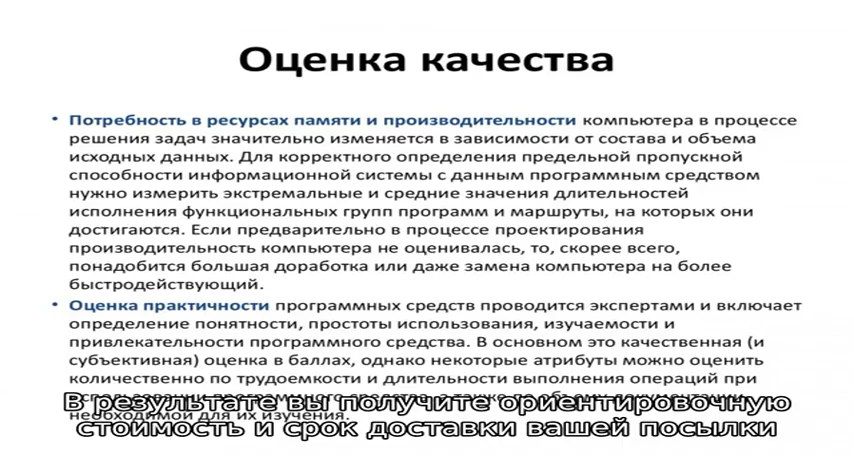 Оценка качества
• Потребность в ресурсах памяти и производительности компьютера в процессе
решения задач значительно изменяется в зависимости от состава и объема
исходных данных. Для корректного определения предельной пропускной
способности информационной системы с данным программным средством
нужно измерить экстремальные и средние значения длительностей
исполнения функциональных групп программ и маршруты, на которых они
достигаются. Если предварительно в процессе проектирования
производительность компьютера не оценивалась, то, скорее всего,
понадобится большая доработка или даже замена компьютера на более
быстродействующий.
• Оценка практичности программных средств проводится экспертами и включает
определение понятности, простоты использования, изучаемости и
привлекательности программного средства. В основном это качественная (и
субъективная) оценка в баллах, однако некоторые атрибуты можно оценить
количественно по трудоемкости и длительности выполнения операций при
необходимой для их изучения.
В результате вы получите ориентировочную
стоимость и срок доставки вашей посылки